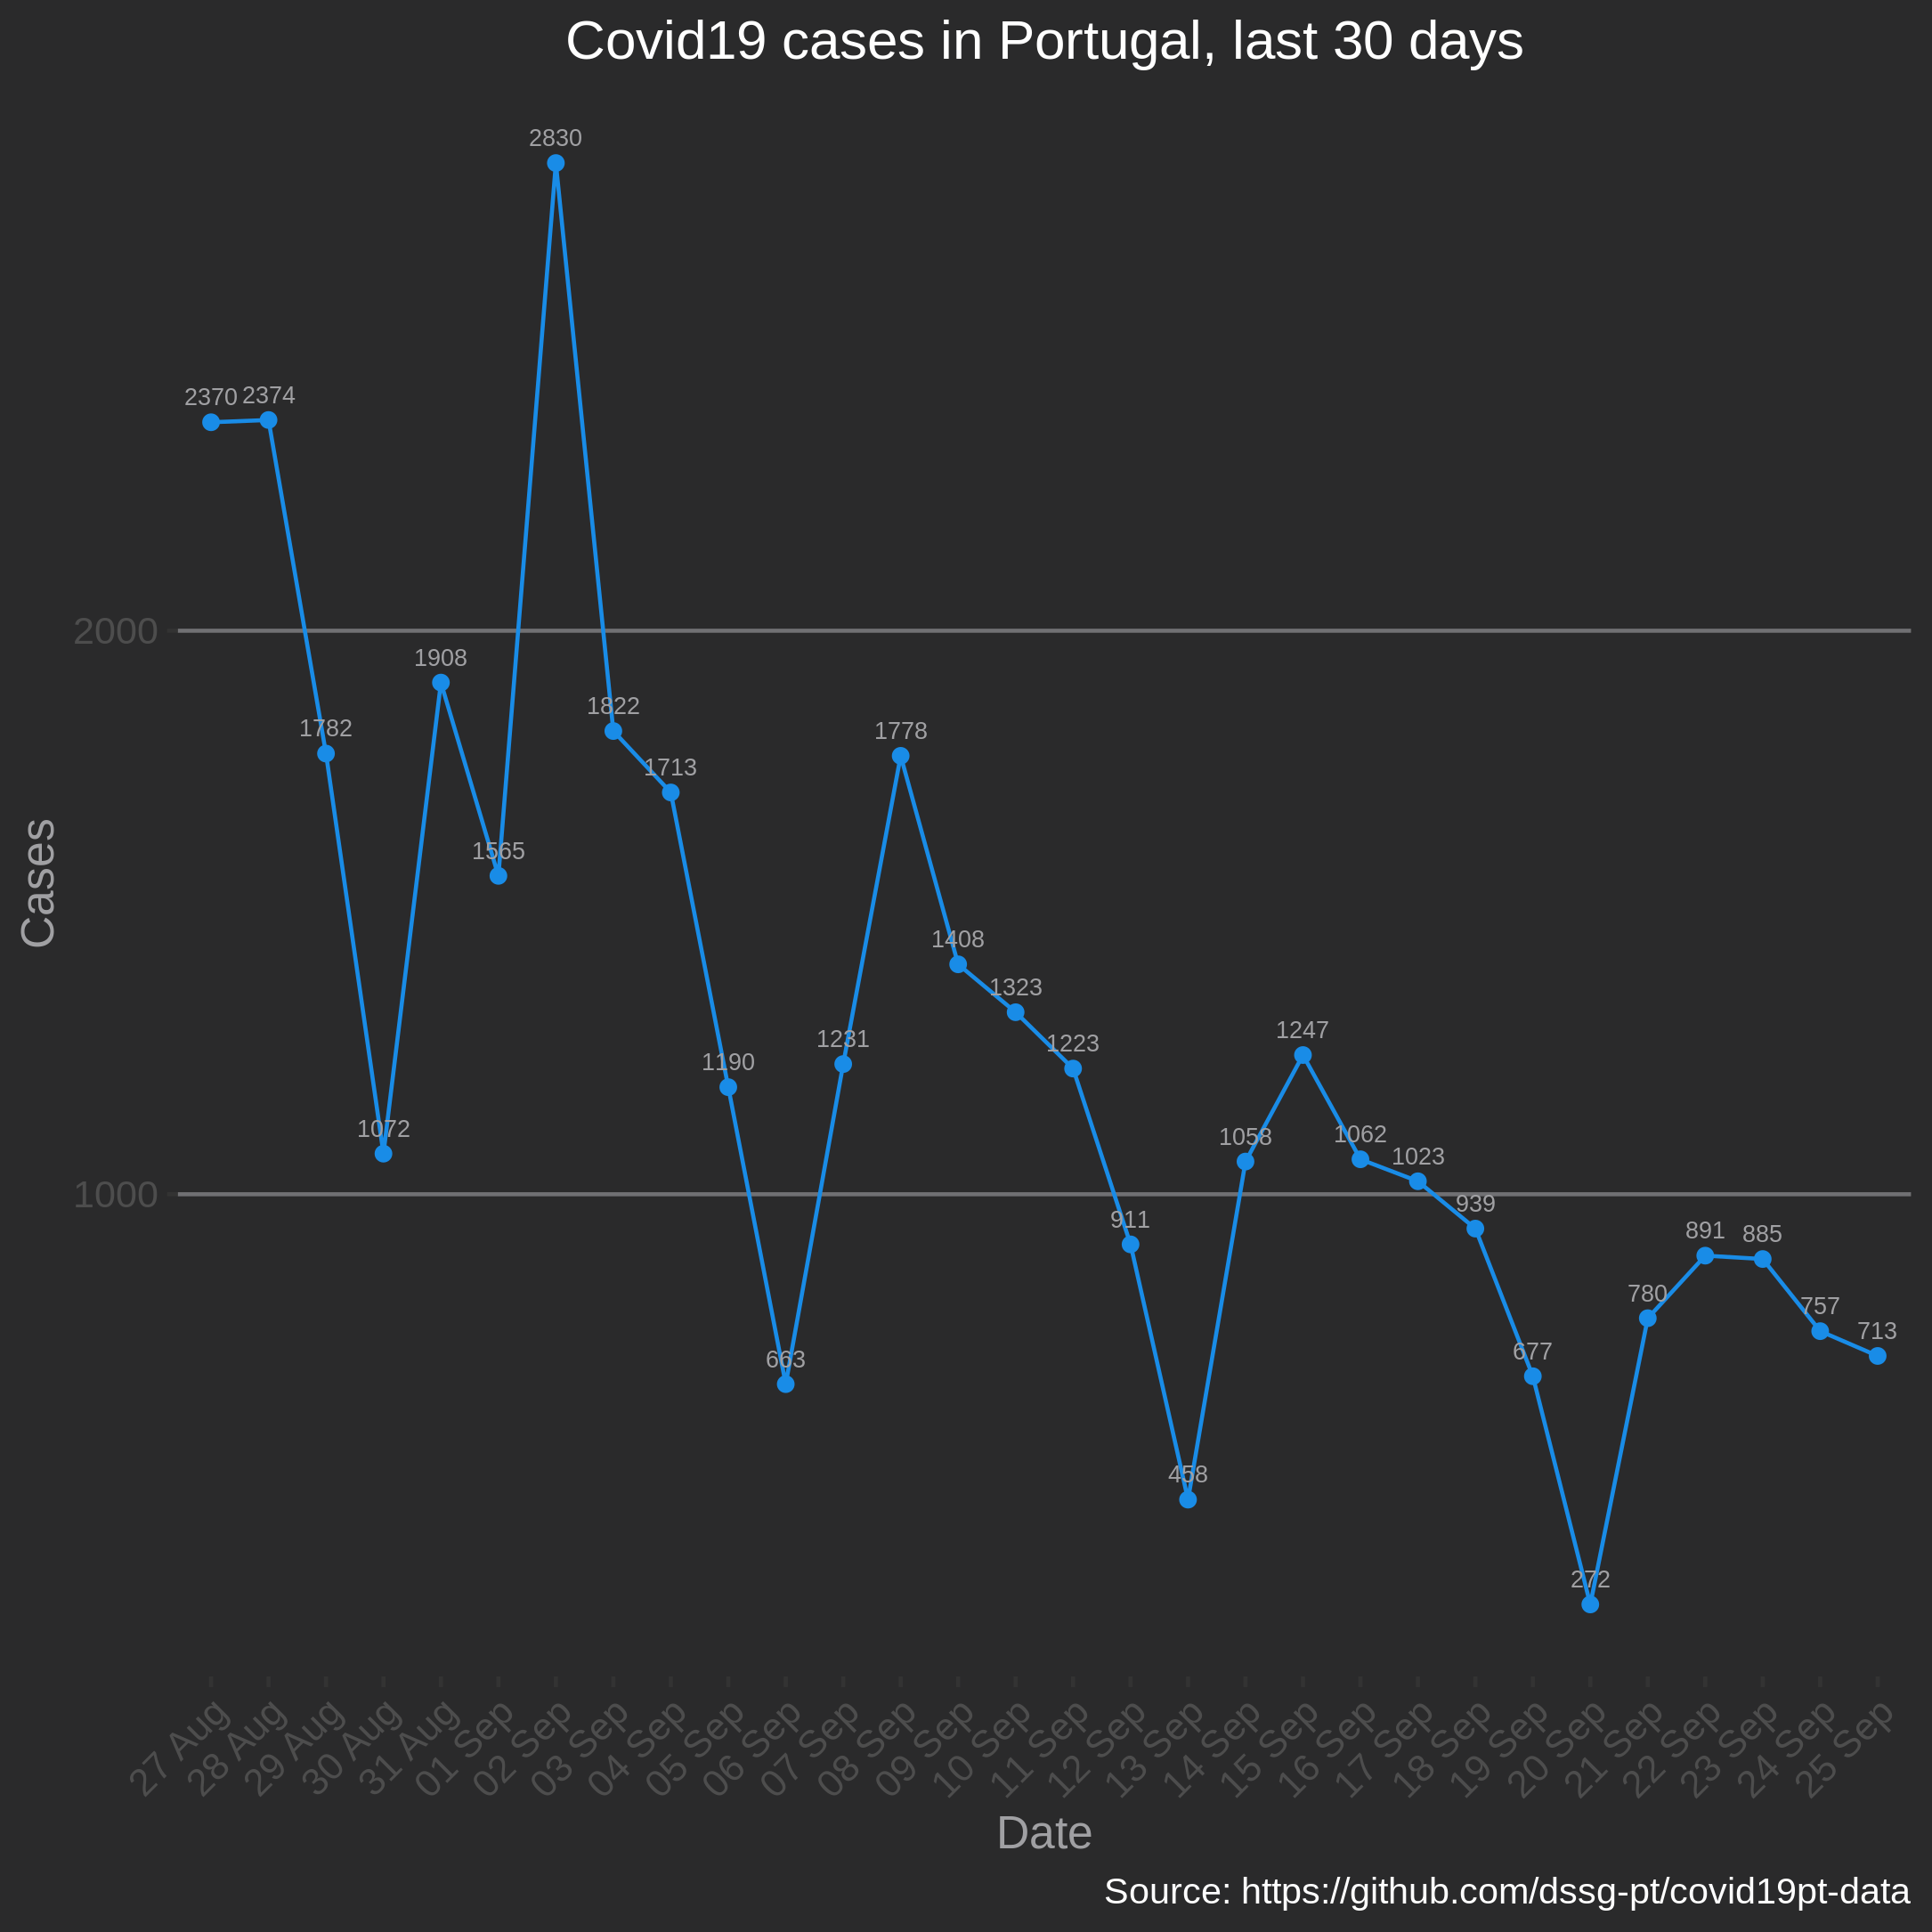 Covid19 cases in Portugal, last 30 days
2830
2370 2374
2000
1908
1822
1782
1778
1713
1565
Cases
1408
1323
1247
1223
1231
1190
1062
1058
1072
1023
1000
939
911
891 885
780
757
713
677
663
458
272
27 Aug
28 Aug
29 Aug
30 Aug
31 Aug
01 Sep
02 Sep
03 Sep
04 Sep
05 Sep
06 Sep
07 Sep
08 Sep
09 Sep
10 Sep
11 Sep
12 Sep
13 Sep
14 Sep
15 Sep
16 Sep
17 Sep
18 Sep
19 Sep
20 Sep
21 Sep
22 Sep
23 Sep
24 Sep
25 Sep
Date
Source: https://github.com/dssg-pt/covid19pt-data